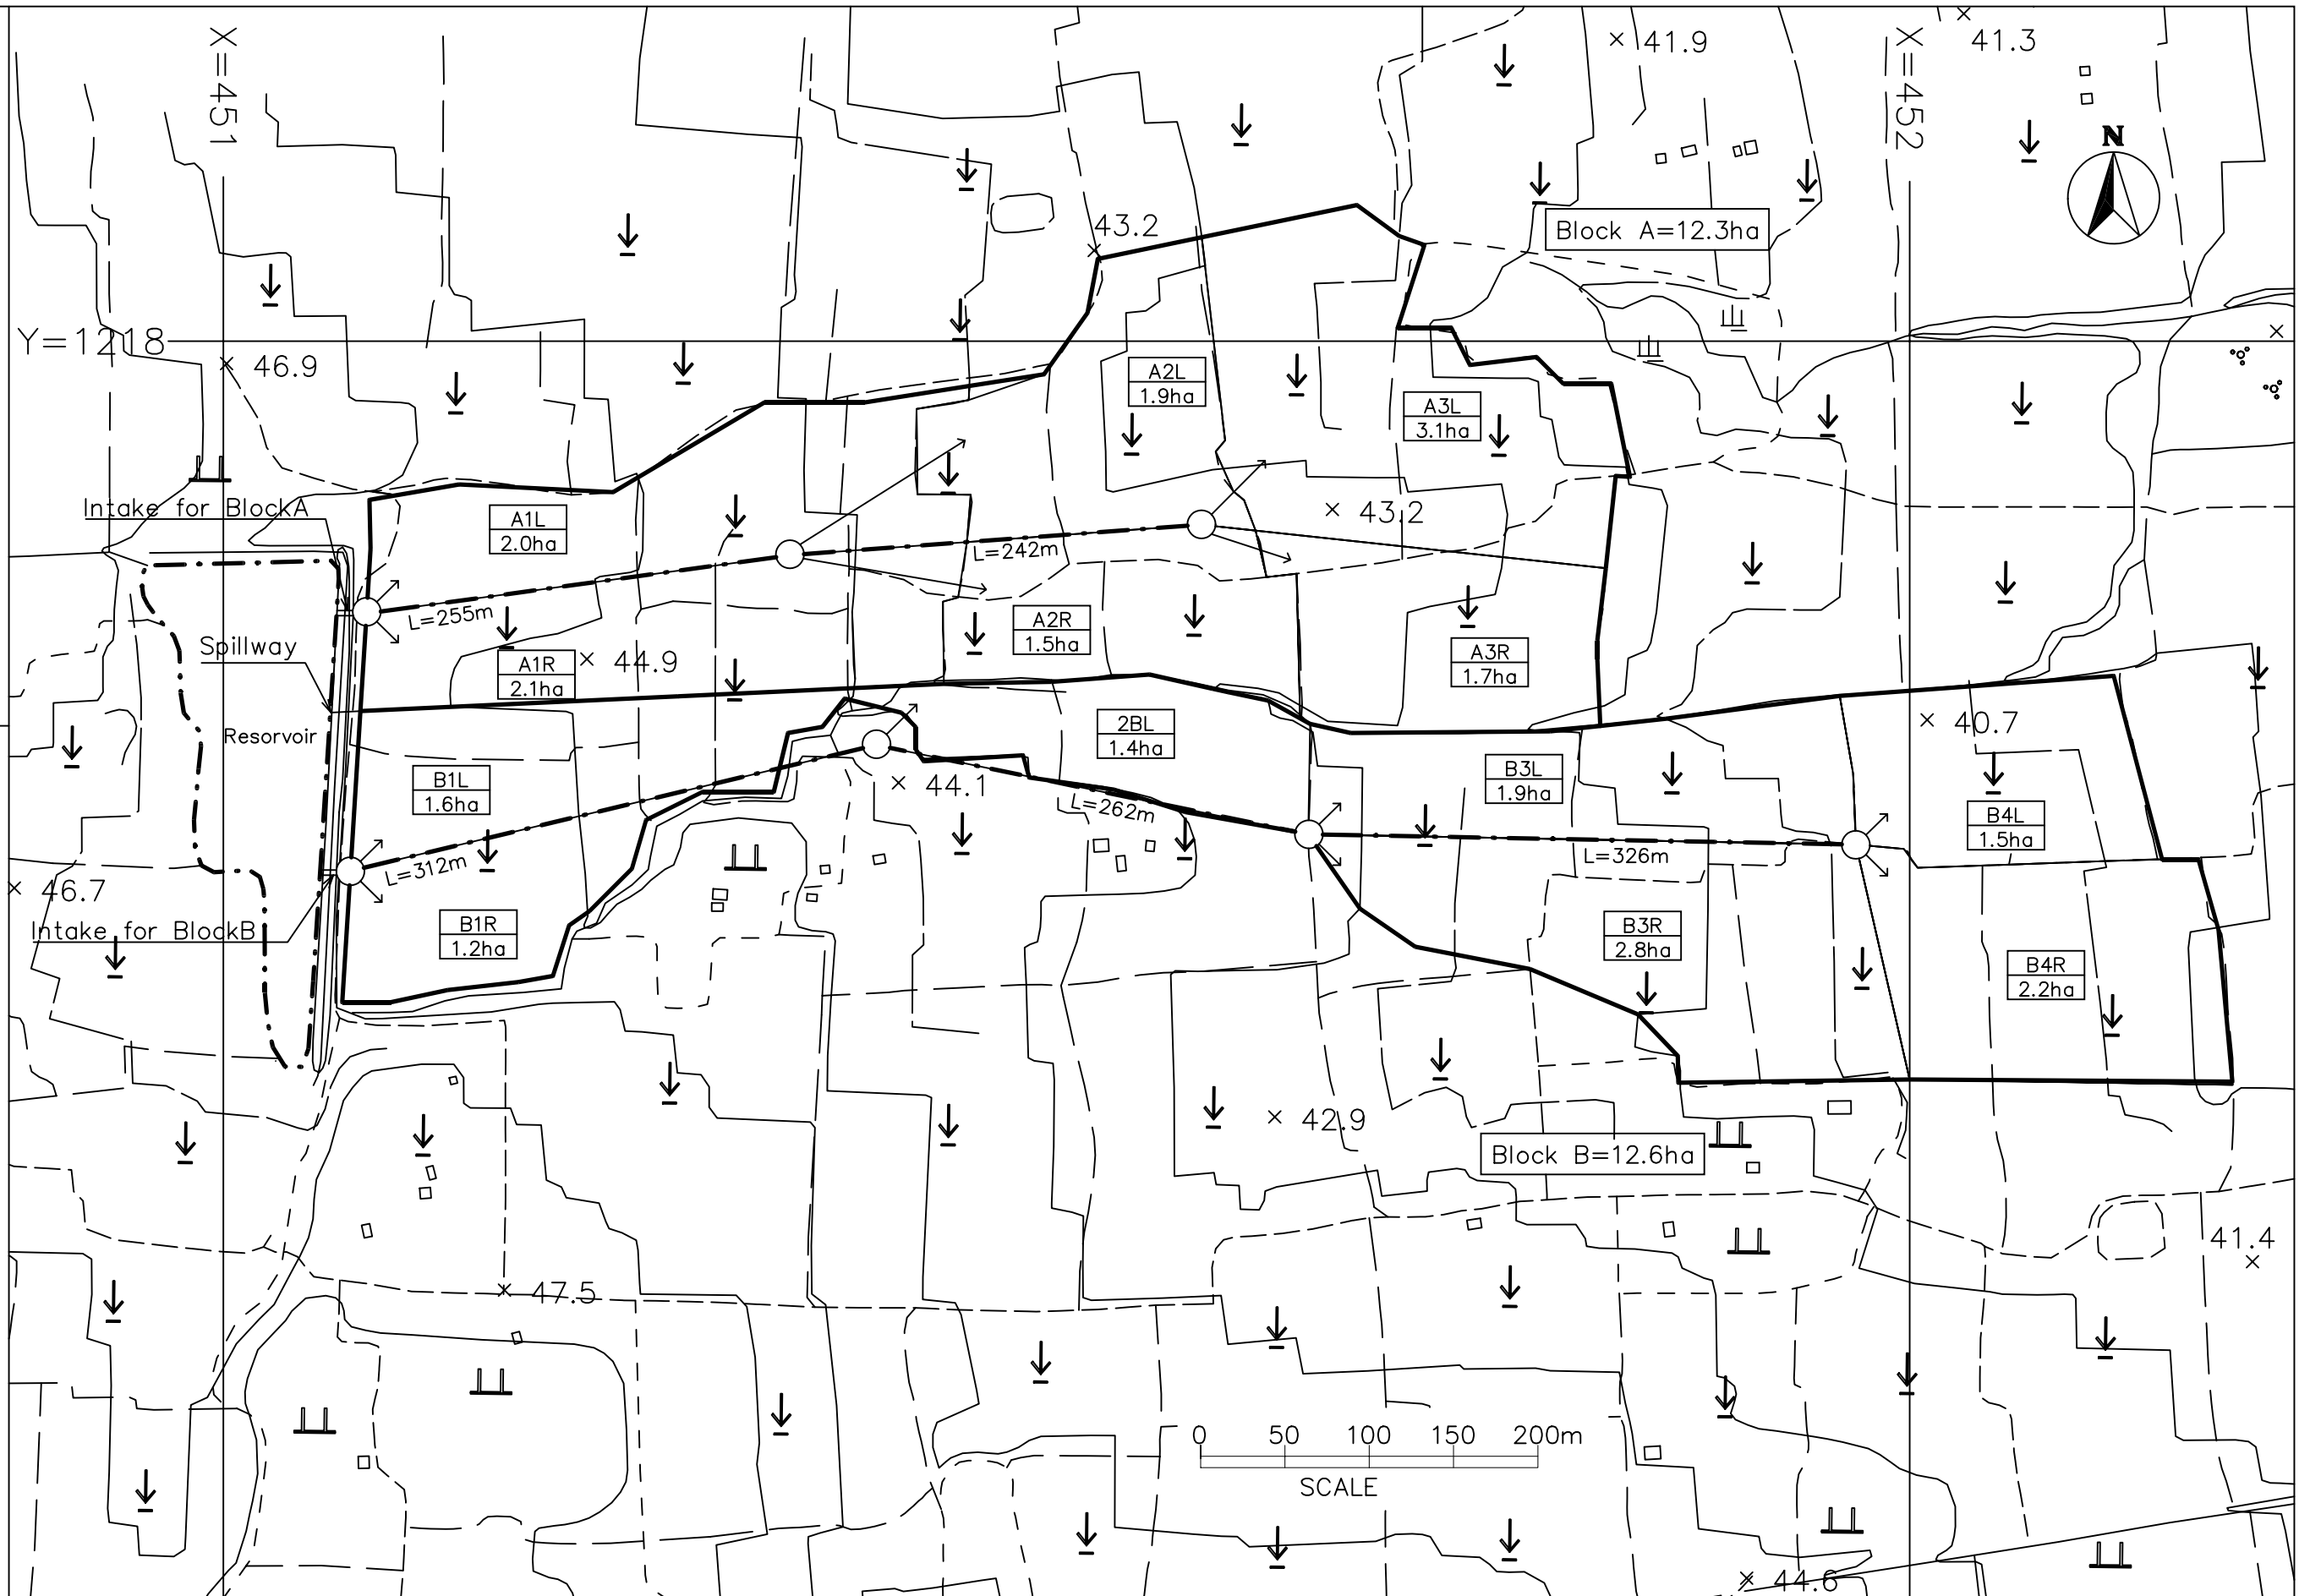 X=451
X=452
× 41.9
41.3
N
43.2
Block A=12.3ha
Y=1218
× 46.9
A2L
1.9ha
A3L
3.1ha
Intake for BlockA
A1L
2.0ha
× 43.2
L=242m
L=255m
Spillway
A1R
2.1ha
× 44.9
A2R
1.5ha
A3R
1.7ha
Resorvoir
2BL
1.4ha
× 40.7
B1L
1.6ha
× 44.1
B3L
1.9ha
L=262m
B4L
1.5ha
L=312m
L=326m
× 46.7
Intake for BlockB
B1R
1.2ha
B3R
2.8ha
B4R
2.2ha
× 42.9
Block B=12.6ha
41.4
× 47.5
0 50 100 150 200m
SCALE
× 44.6